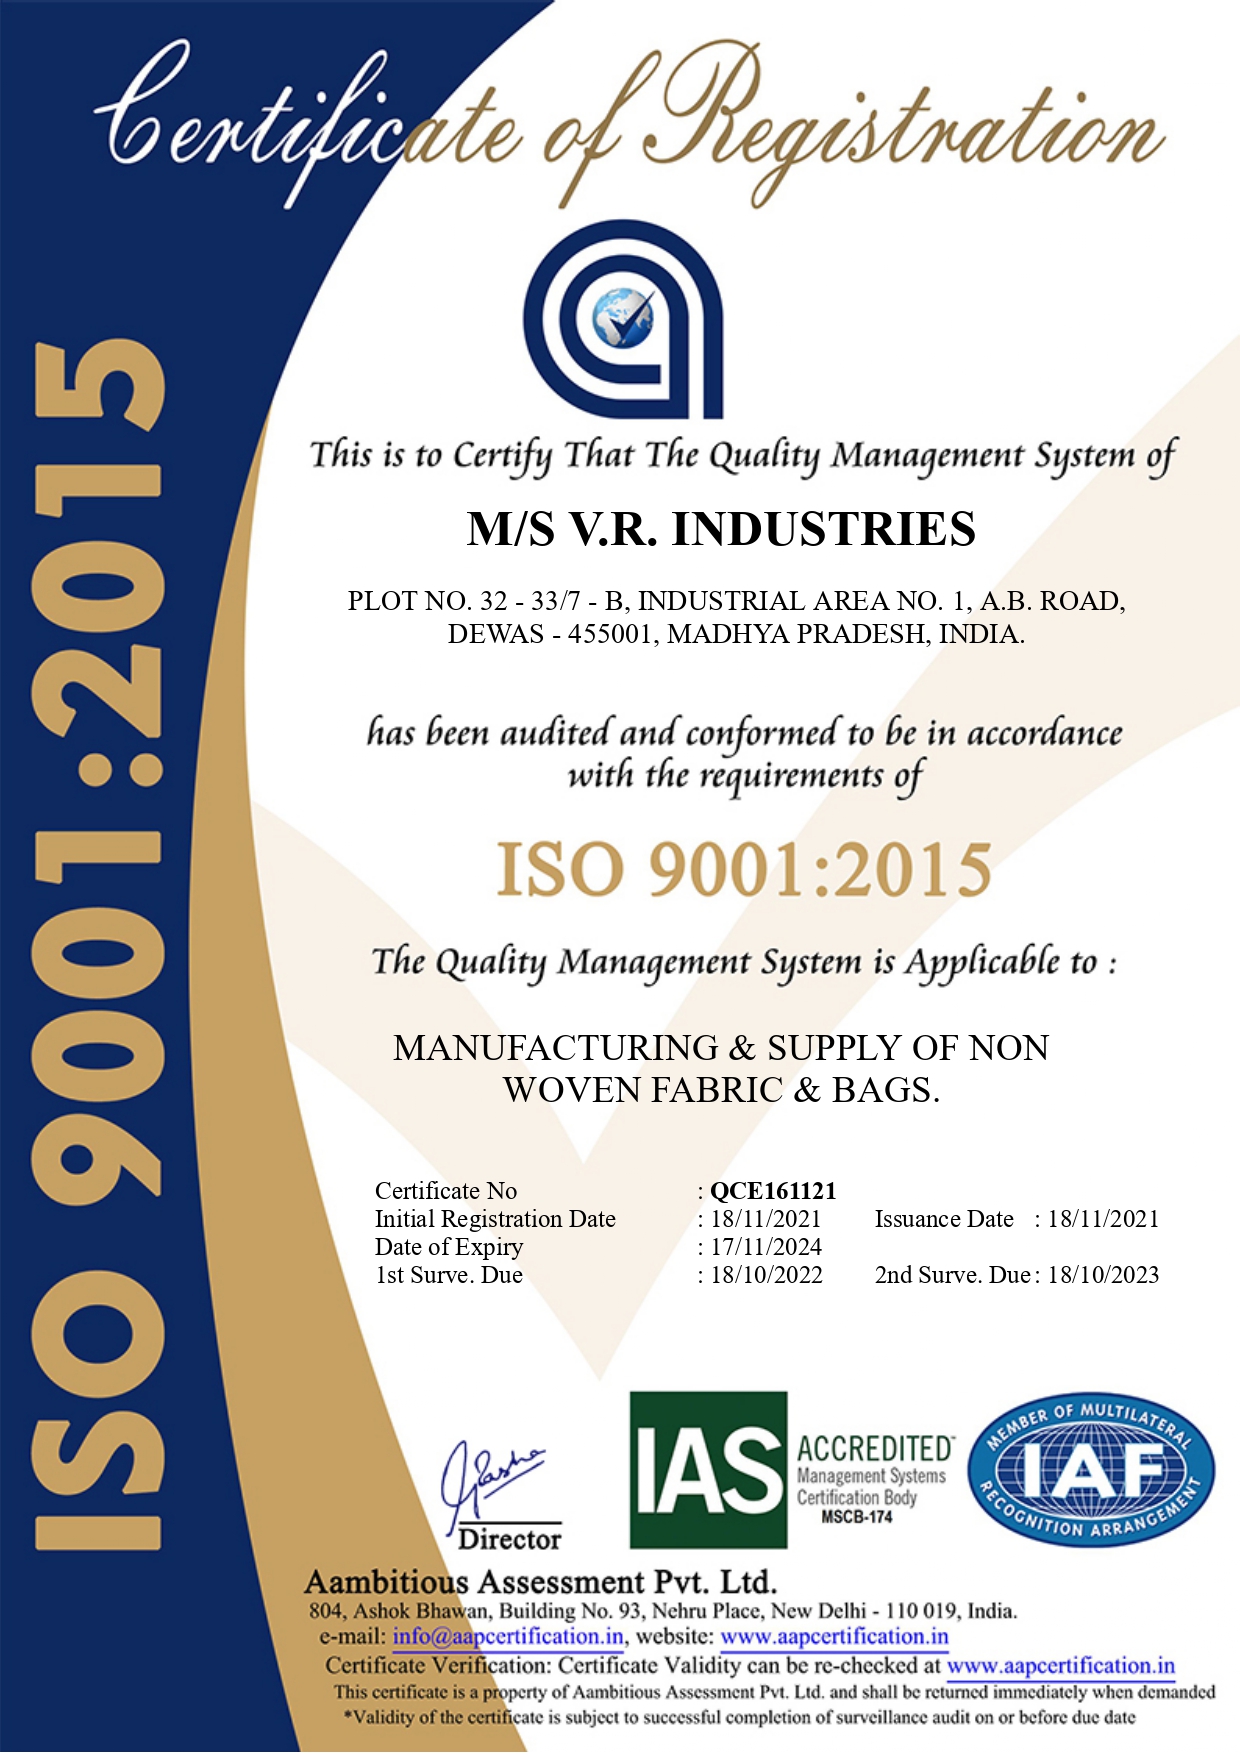 Certificate of Registration
ISO 9001:2015
This is to Certify That The Quality Management System of
M/S V.R. INDUSTRIES
PLOT NO. 32 - 33/7 - B, INDUSTRIAL AREA NO. 1, A.B. ROAD,
DEWAS - 455001, MADHYA PRADESH, INDIA.
has been audited and conformed to be in accordance
with the requirements of
ISO 9001:2015
The Quality Management System is Applicable to :
MANUFACTURING & SUPPLY OF NON
WOVEN FABRIC & BAGS.
Certificate No : QCE161121
Initial Registration Date : 18/11/2021 Issuance Date : 18/11/2021
Date of Expiry : 17/11/2024
1st Surve. Due : 18/10/2022 2nd Surve. Due : 18/10/2023
Director
IAS ACCREDITED™
Management Systems
Certification Body
MSCB-174
MEMBER OF MULTILATERAL
IAF
RECOGNITION ARRANGEMENT
Aambitious Assessment Pvt. Ltd.
804, Ashok Bhawan, Building No. 93, Nehru Place, New Delhi - 110 019, India.
e-mail: info@aapcertification.in, website: www.aapcertification.in
Certificate Verification: Certificate Validity can be re-checked at www.aapcertification.in
This certificate is a property of Aambitious Assessment Pvt. Ltd. and shall be returned immediately when demanded
*Validity of the certificate is subject to successful completion of surveillance audit on or before due date